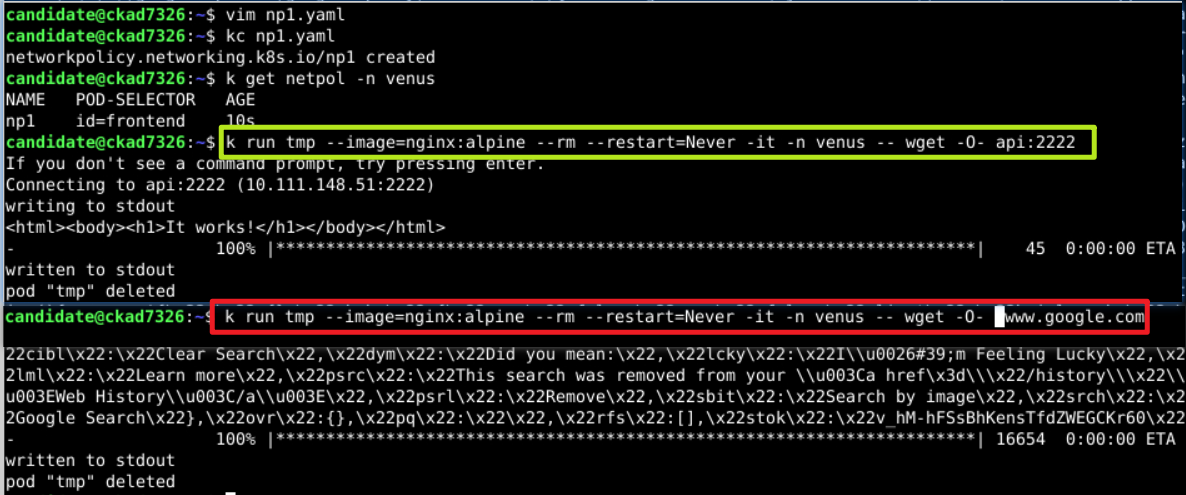 candidate@ckad7326:~$ vim np1.yaml
candidate@ckad7326:~$ kc np1.yaml
networkpolicy.networking.k8s.io/np1 created
candidate@ckad7326:~$ k get netpol -n venus
NAME   POD-SELECTOR   AGE
np1    id=frontend    10s
candidate@ckad7326:~$ k run tmp --image=nginx:alpine --rm --restart=Never -it -n venus -- wget -O- api:2222
If you don't see a command prompt, try pressing enter.
Connecting to api:2222 (10.111.148.51:2222)
writing to stdout
<html><body><h1>It works!</h1></body></html>
-                    100% |*********************************************************************|    45  0:00:00 ETA
written to stdout
pod "tmp" deleted
candidate@ckad7326:~$ k run tmp --image=nginx:alpine --rm --restart=Never -it -n venus -- wget -O- www.google.com
22cibl\x22:\x22Clear Search\x22,\x22dym\x22:\x22Did you mean:\x22,\x22lcky\x22:\x22I\\u0026#39;m Feeling Lucky\x22,\x2
2lml\x22:\x22Learn more\x22,\x22psrc\x22:\x22This search was removed from your \\u003Ca href\x3d\\\x22/history\\\x22\\
u003EWeb History\\u003C/a\\u003E\x22,\x22psrl\x22:\x22Remove\x22,\x22sbit\x22:\x22Search by image\x22,\x22srch\x22:\x2
2Google Search\x22},\x22ovr\x22:{},\x22pq\x22:\x22\x22,\x22rfs\x22:[],\x22stok\x22:\x22v_hM-hFSsBhKensTfdZWEGCKr60\x22
-                    100% |*********************************************************************| 16654  0:00:00 ETA
written to stdout
pod "tmp" deleted